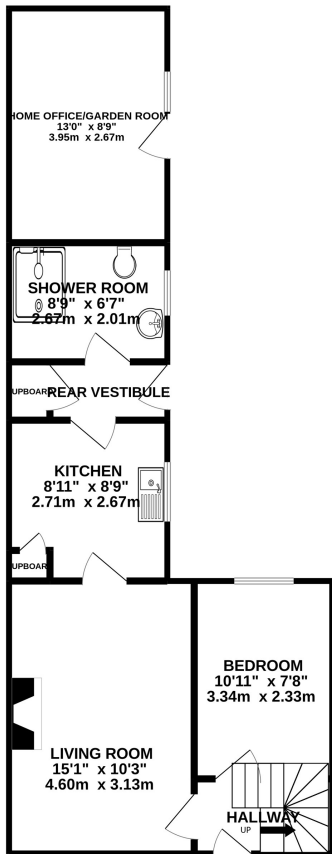 HOME OFFICE/GARDEN ROOM
13'0" x 8'9"
3.95m x 2.67m
SHOWER ROOM
8'9" x 6'7"
2.67m x 2.01m
UPBOARD
REAR VESTIBULE
KITCHEN
8'11" x 8'9"
2.71m x 2.67m
UPBOARD
BEDROOM
10'11" x 7'8"
3.34m x 2.33m
LIVING ROOM
15'1" x 10'3"
4.60m x 3.13m
HALLWAY
UP